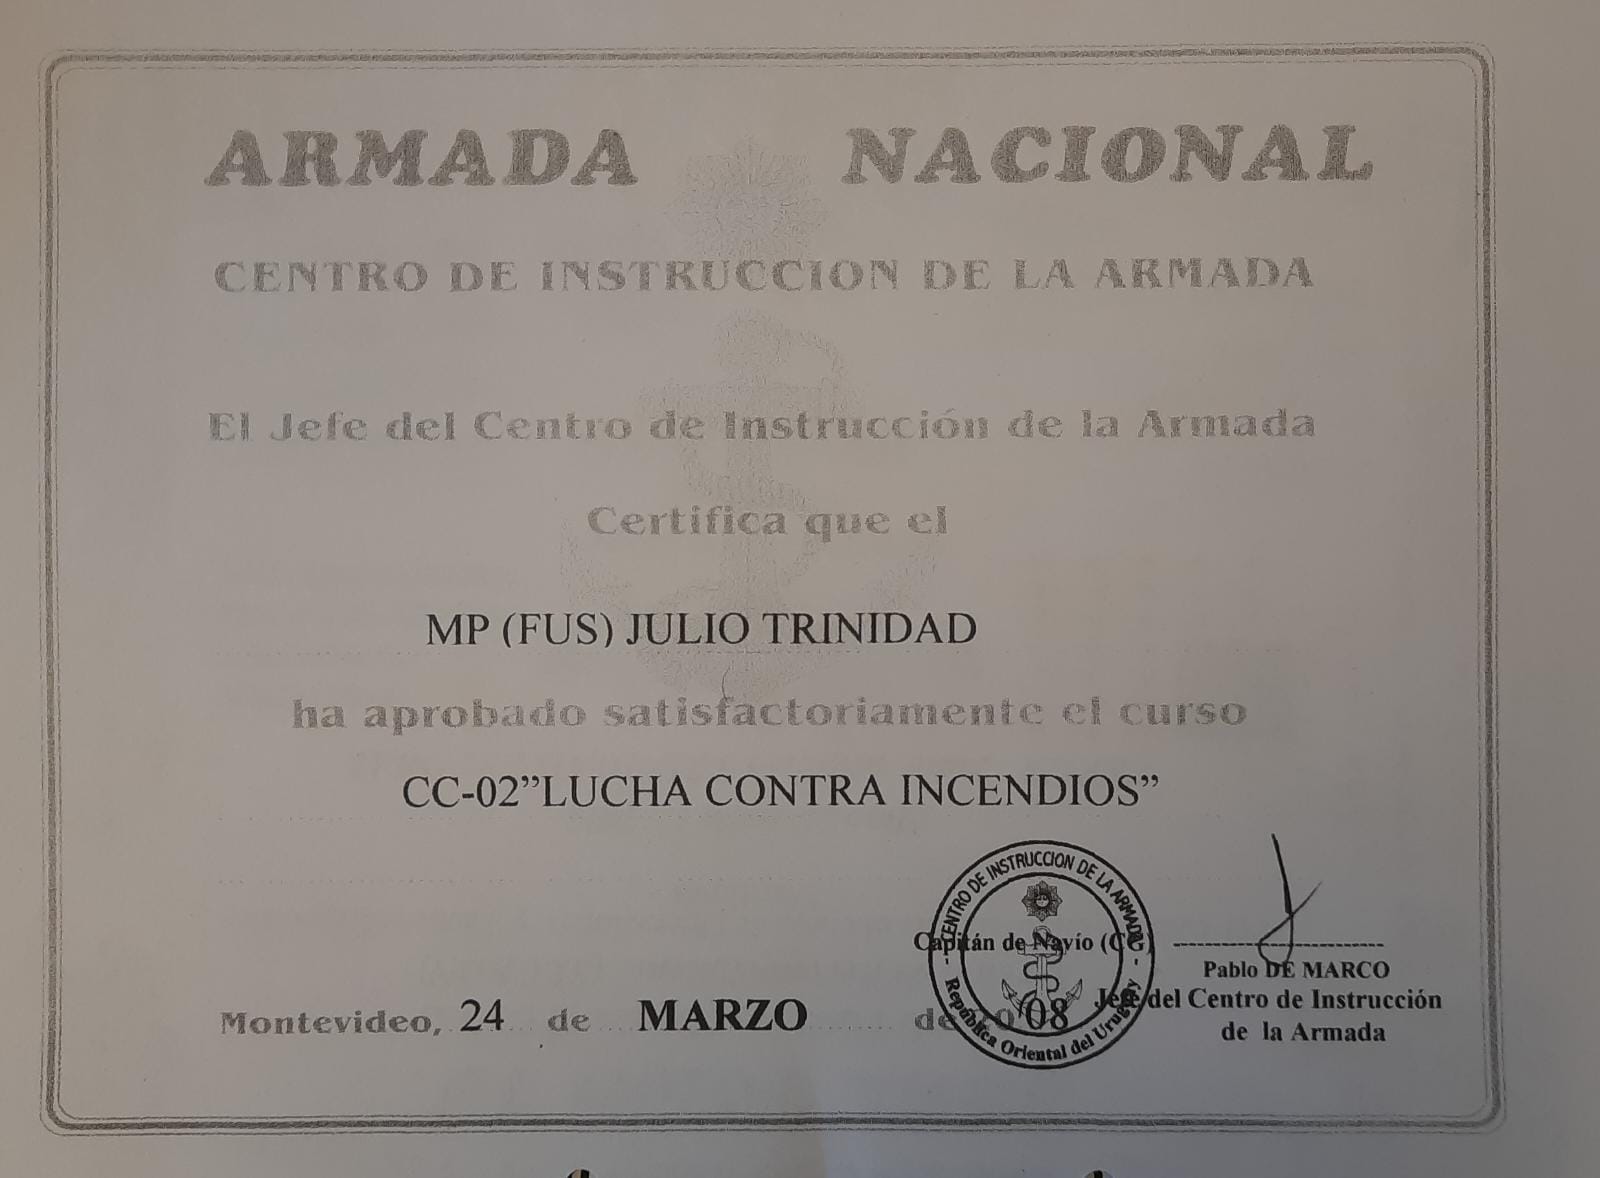 ARMADA NACIONAL
CENTRO DE INSTRUCCION DE LA ARMADA
El Jefe del Centro de Instrucción de la Armada
Certifica que el
MP (FUS) JULIO TRINIDAD
ha aprobado satisfactoriamente el curso
CC-02”LUCHA CONTRA INCENDIOS”
CENTRO DE INSTRUCCION DE LA ARMADA
República Oriental del Uruguay
Capitán de Navío (CG)
Pablo DE MARCO
Jefe del Centro de Instrucción
de la Armada
Montevideo, 24 de MARZO de 2008